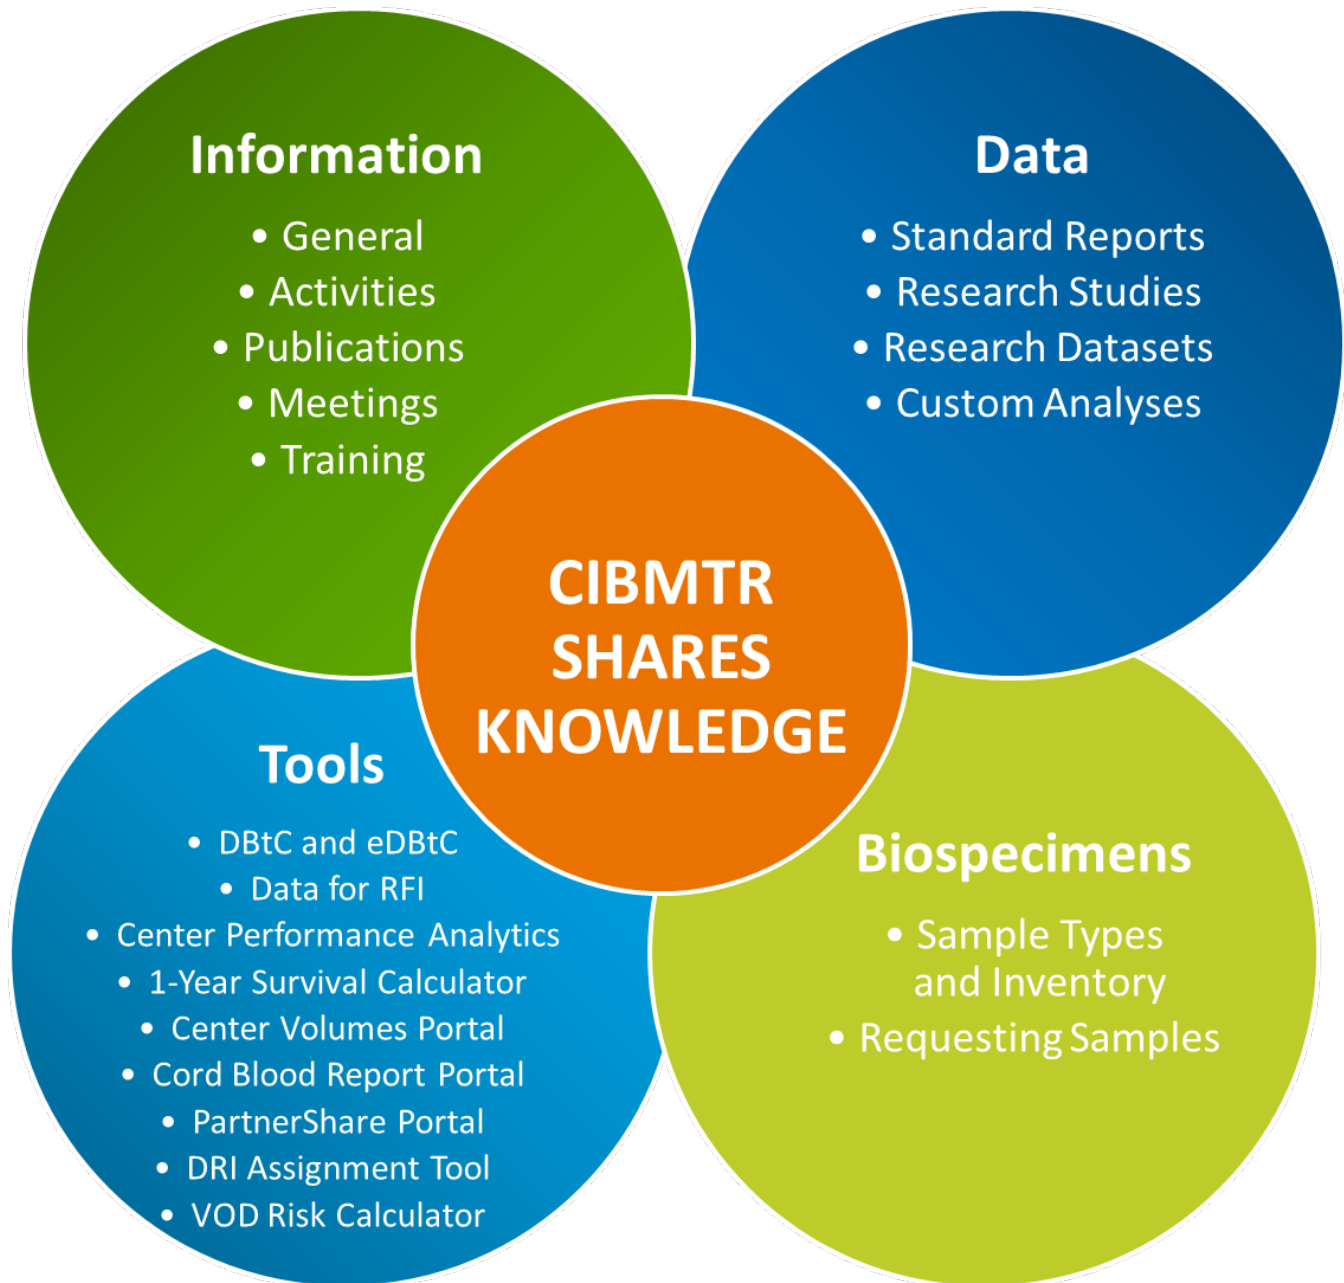 Information
• General
• Activities
• Publications
• Meetings
• Training
Data
• Standard Reports
• Research Studies
• Research Datasets
• Custom Analyses
CIBMTR
SHARES
KNOWLEDGE
Tools
• DBtC and eDBtC
• Data for RFI
• Center Performance Analytics
• 1-Year Survival Calculator
• Center Volumes Portal
• Cord Blood Report Portal
• PartnerShare Portal
• DRI Assignment Tool
• VOD Risk Calculator
Biospecimens
• Sample Types
and Inventory
• Requesting Samples